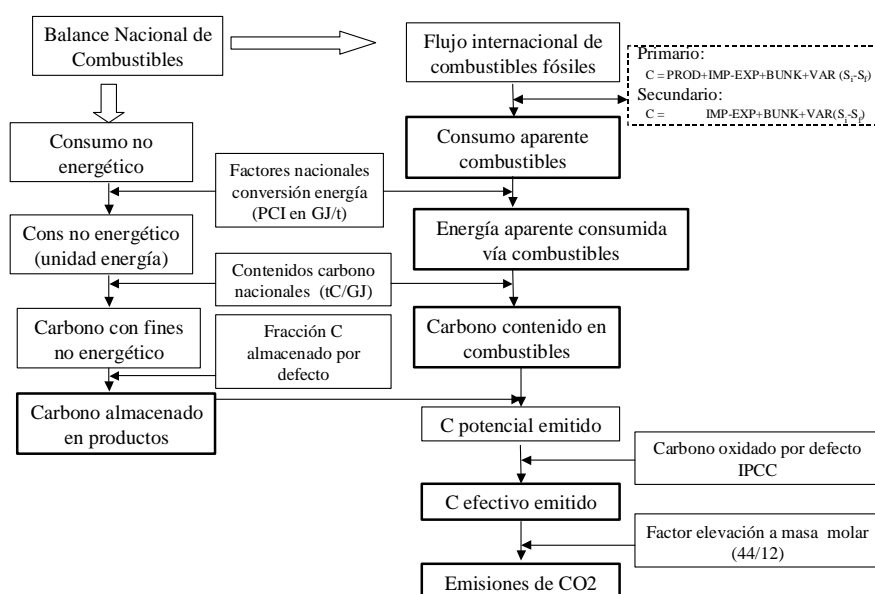 Balance Nacional de
Combustibles
Flujo internacional de
combustibles fósiles
Primario:
C = PROD+IMP-EXP+BUNK+VAR (Si-Sf)
Secundario:
C = IMP-EXP+BUNK+VAR(Si-Sf)
Consumo no
energético
Consumo aparente
combustibles
Factores nacionales
conversión energía
(PCI en GJ/t)
Cons no energético
(unidad energía)
Energía aparente consumida
vía combustibles
Contenidos carbono
nacionales (tC/GJ)
Carbono con fines
no energético
Fracción C
almacenado por
defecto
Carbono contenido en
combustibles
Carbono almacenado
en productos
C potencial emitido
Carbono oxidado por defecto
IPCC
C efectivo emitido
Factor elevación a masa molar
(44/12)
Emisiones de CO2